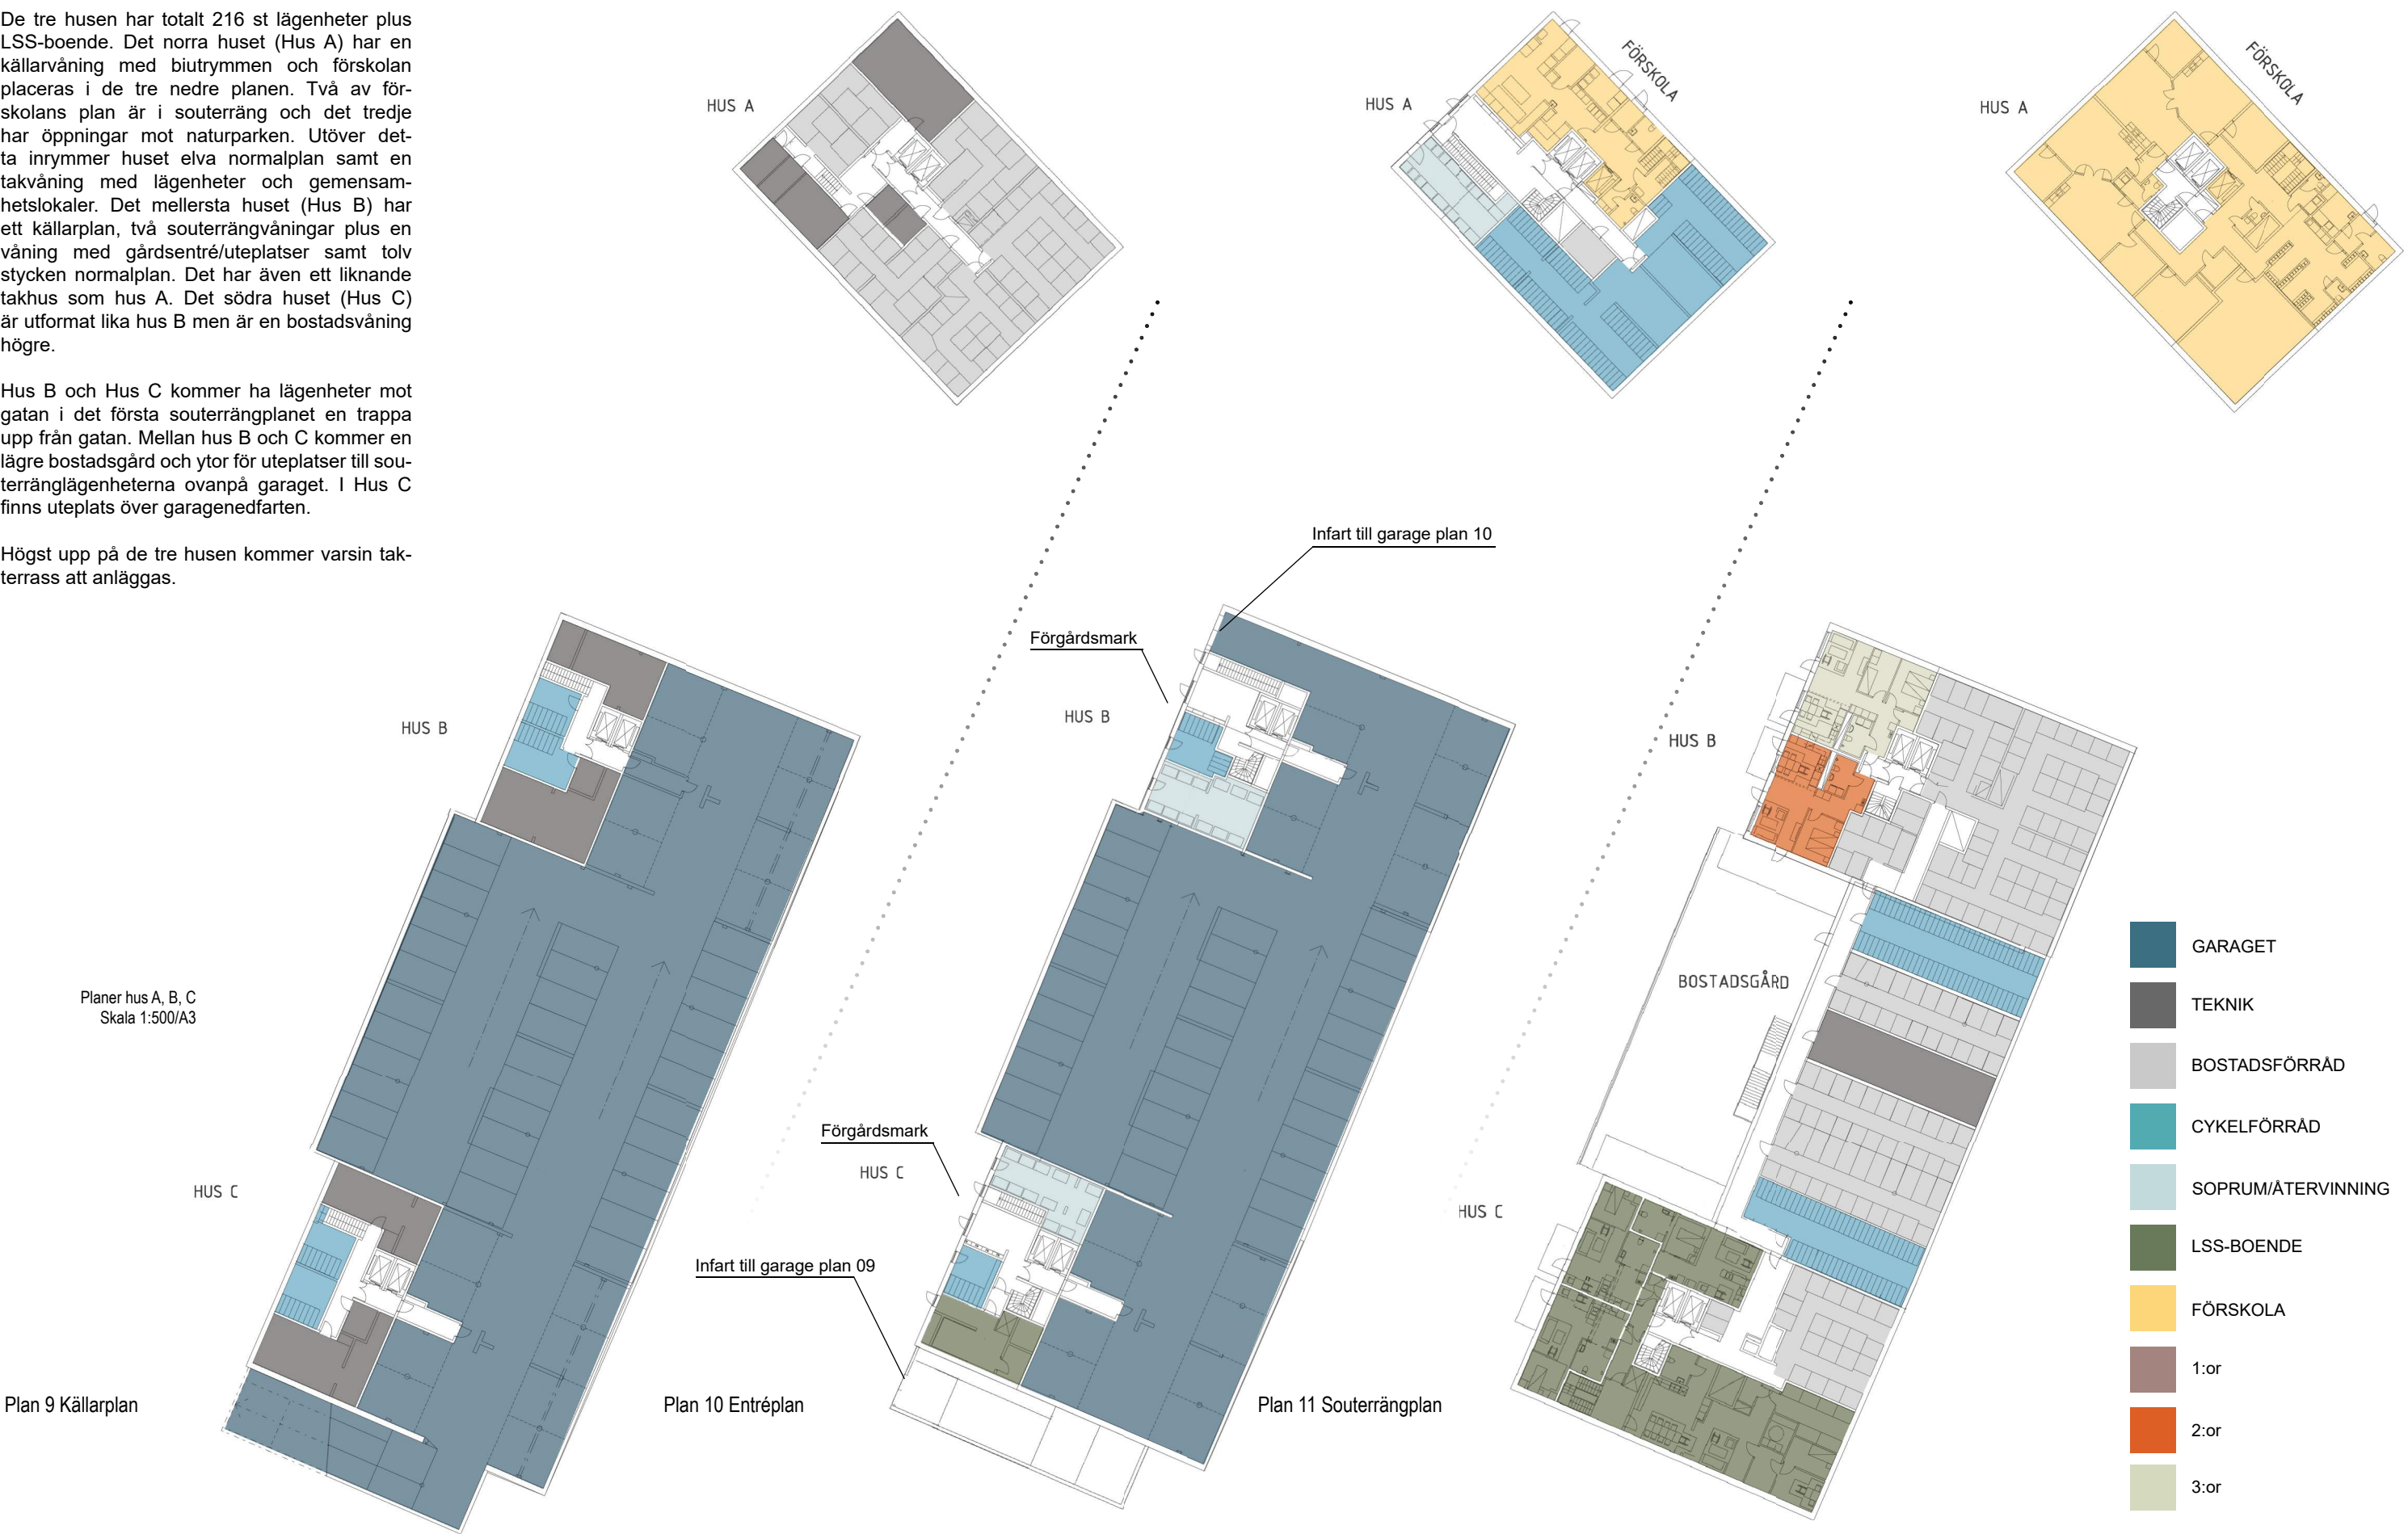 De tre husen har totalt 216 st lägenheter plus
LSS-boende. Det norra huset (Hus A) har en
källarvåning med biutrymmen och förskolan
placeras i de tre nedre planen. Två av för-
skolans plan är i souterräng och det tredje
har öppningar mot naturparken. Utöver det-
ta inrymmer huset elva normalplan samt en
takvåning med lägenheter och gemensam-
hetslokaler. Det mellersta huset (Hus B) har
ett källarplan, två souterrängvåningar plus en
våning med gårdsentré/uteplatser samt tolv
stycken normalplan. Det har även ett liknande
takhus som hus A. Det södra huset (Hus C)
är utformat lika hus B men är en bostadsvåning
högre.
Hus B och Hus C kommer ha lägenheter mot
gatan i det första souterrängplanet en trappa
upp från gatan. Mellan hus B och C kommer en
lägre bostadsgård och ytor för uteplatser till sou-
terränglägenheterna ovanpå garaget. I Hus C
finns uteplats över garagenedfarten.
Högst upp på de tre husen kommer varsin tak-
terrass att anläggas.
HUS A
HUS A
FÖRSKOLA
HUS A
FÖRSKOLA
Infart till garage plan 10
Förgårdsmark
HUS B
HUS B
HUS B
Planer hus A, B, C
Skala 1:500/A3
BOSTADSGÅRD
Förgårdsmark
HUS C
HUS C
HUS C
Infart till garage plan 09
Plan 9 Källarplan
Plan 10 Entréplan
Plan 11 Souterrängplan
GARAGET
TEKNIK
BOSTADSFÖRRÅD
CYKELFÖRRÅD
SOPRUM/ÅTERVINNING
LSS-BOENDE
FÖRSKOLA
1:or
2:or
3:or